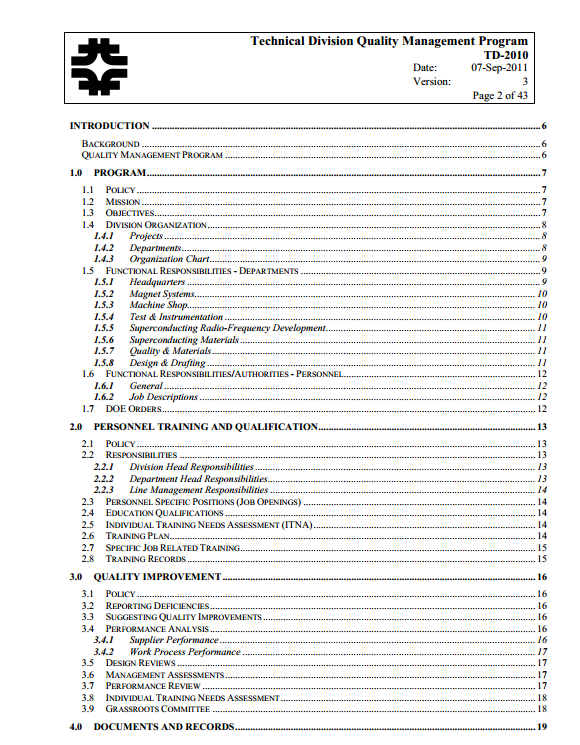 Technical Division Quality Management Program
TD-2010
Date: 07-Sep-2011
Version: 3
Page 2 of 43
INTRODUCTION ... 6
BACKGROUND ... 6
QUALITY MANAGEMENT PROGRAM ... 6
1.0 PROGRAM ... 7
1.1 POLICY ... 7
1.2 MISSION ... 7
1.3 OBJECTIVES ... 7
1.4 DIVISION ORGANIZATION ... 8
1.4.1 Projects ... 8
1.4.2 Departments ... 8
1.4.3 Organization Chart ... 9
1.5 FUNCTIONAL RESPONSIBILITIES - DEPARTMENTS ... 9
1.5.1 Headquarters ... 9
1.5.2 Magnet Systems ... 10
1.5.3 Machine Shop ... 10
1.5.4 Test & Instrumentation ... 10
1.5.5 Superconducting Radio-Frequency Development ... 11
1.5.6 Superconducting Materials ... 11
1.5.7 Quality & Materials ... 11
1.5.8 Design & Drafting ... 11
1.6 FUNCTIONAL RESPONSIBILITIES/AUTHORITIES - PERSONNEL ... 12
1.6.1 General ... 12
1.6.2 Job Descriptions ... 12
1.7 DOE ORDERS ... 12
2.0 PERSONNEL TRAINING AND QUALIFICATION ... 13
2.1 POLICY ... 13
2.2 RESPONSIBILITIES ... 13
2.2.1 Division Head Responsibilities ... 13
2.2.2 Department Head Responsibilities ... 13
2.2.3 Line Management Responsibilities ... 14
2.3 PERSONNEL SPECIFIC POSITIONS (JOB OPENINGS) ... 14
2.4 EDUCATION QUALIFICATIONS ... 14
2.5 INDIVIDUAL TRAINING NEEDS ASSESSMENT (ITNA) ... 14
2.6 TRAINING PLAN ... 14
2.7 SPECIFIC JOB RELATED TRAINING ... 15
2.8 TRAINING RECORDS ... 15
3.0 QUALITY IMPROVEMENT ... 16
3.1 POLICY ... 16
3.2 REPORTING DEFICIENCIES ... 16
3.3 SUGGESTING QUALITY IMPROVEMENTS ... 16
3.4 PERFORMANCE ANALYSIS ... 16
3.4.1 Supplier Performance ... 16
3.4.2 Work Process Performance ... 17
3.5 DESIGN REVIEWS ... 17
3.6 MANAGEMENT ASSESSMENTS ... 17
3.7 PERFORMANCE REVIEW ... 17
3.8 INDIVIDUAL TRAINING NEEDS ASSESSMENT ... 18
3.9 GRASSROOTS COMMITTEE ... 18
4.0 DOCUMENTS AND RECORDS ... 19